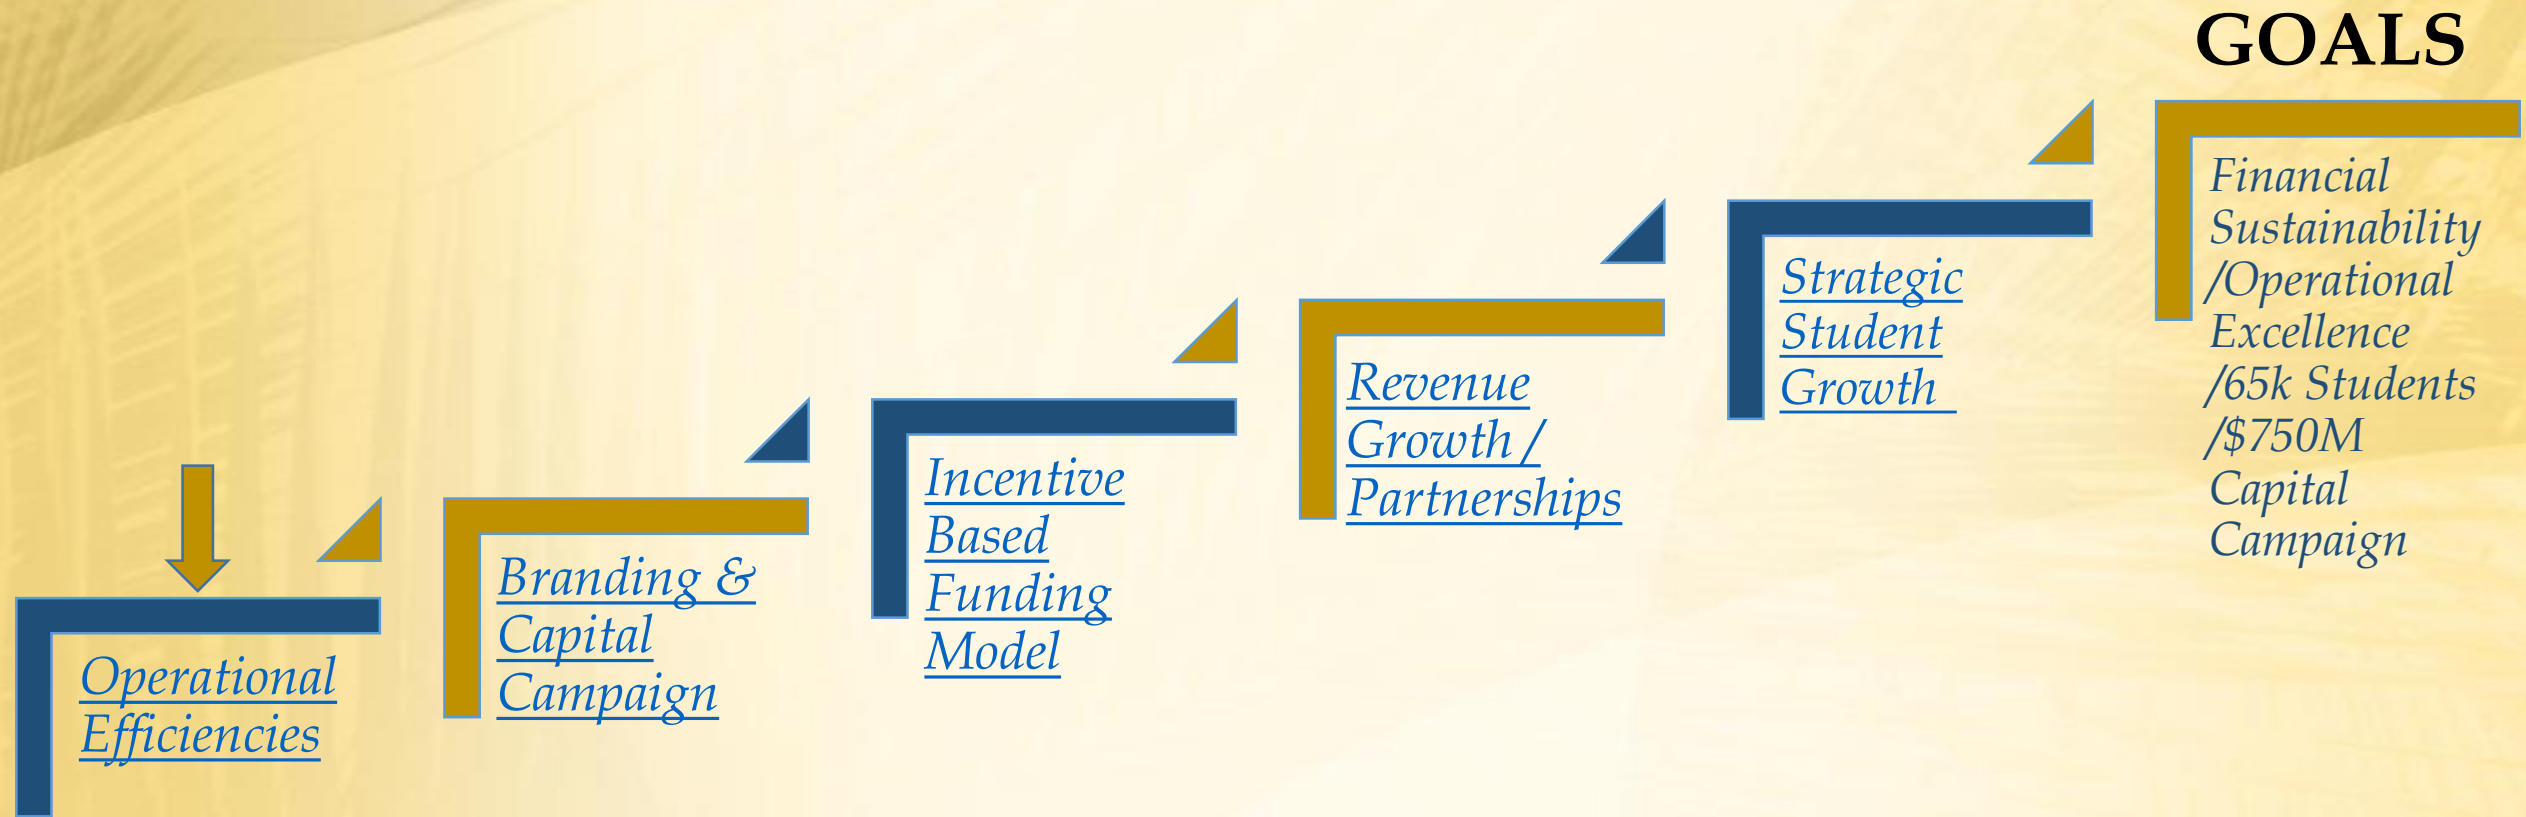 GOALS
Operational
Efficiencies
Branding &
Capital
Campaign
Incentive
Based
Funding
Model
Revenue
Growth /
Partnerships
Strategic
Student
Growth
Financial
Sustainability
/Operational
Excellence
/65k Students
/$750M
Capital
Campaign